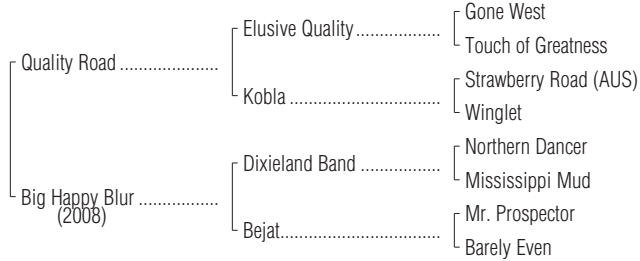 Gone West
Elusive Quality ..................
Touch of Greatness
Quality Road .....................
Strawberry Road (AUS)
Kobla ................................
Winglet
Northern Dancer
Dixieland Band .................
Mississippi Mud
Big Happy Blur .................
(2008)
Mr. Prospector
Bejat..................................
Barely Even